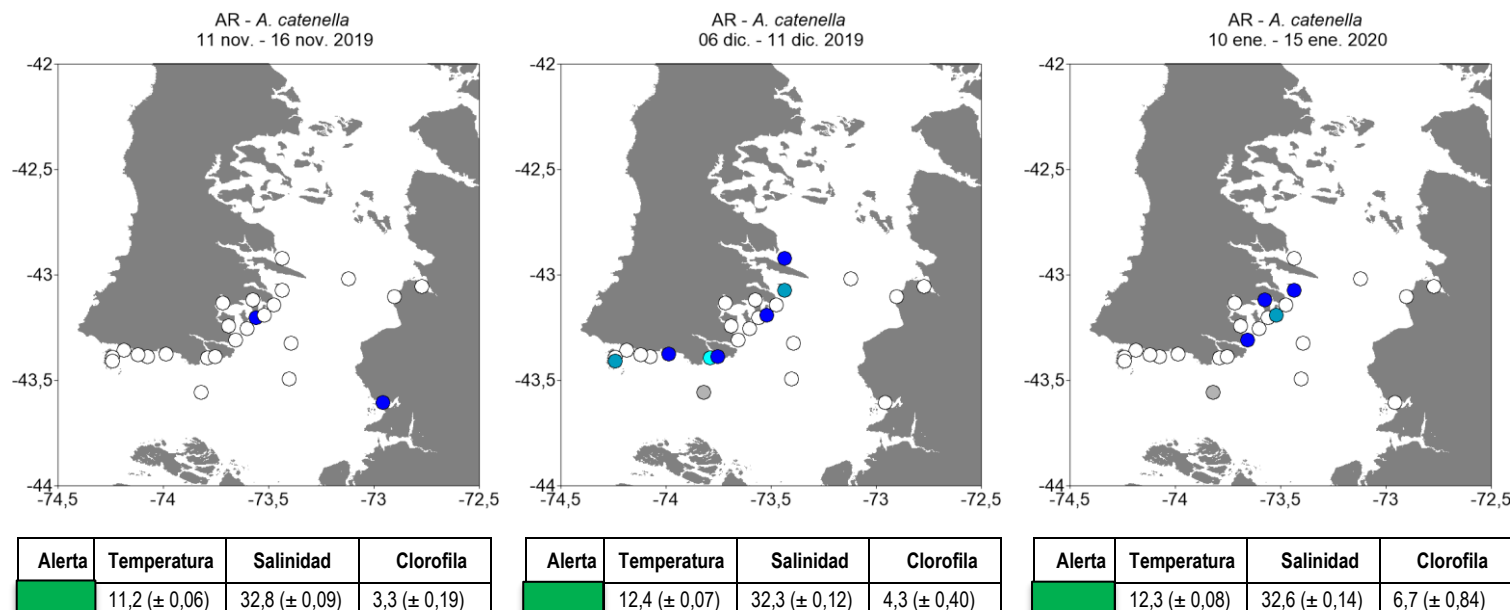 AR - A. catenella
11 nov. - 16 nov. 2019
-42
-42,5
-43
-43,5
-44
-74,5 -74 -73,5 -73 -72,5
Alerta Temperatura Salinidad Clorofila
11,2 (± 0,06) 32,8 (± 0,09) 3,3 (± 0,19)
AR - A. catenella
06 dic. - 11 dic. 2019
-42
-42,5
-43
-43,5
-44
-74,5 -74 -73,5 -73 -72,5
Alerta Temperatura Salinidad Clorofila
12,4 (± 0,07) 32,3 (± 0,12) 4,3 (± 0,40)
AR - A. catenella
10 ene. - 15 ene. 2020
-42
-42,5
-43
-43,5
-44
-74,5 -74 -73,5 -73 -72,5
Alerta Temperatura Salinidad Clorofila
12,3 (± 0,08) 32,6 (± 0,14) 6,7 (± 0,84)